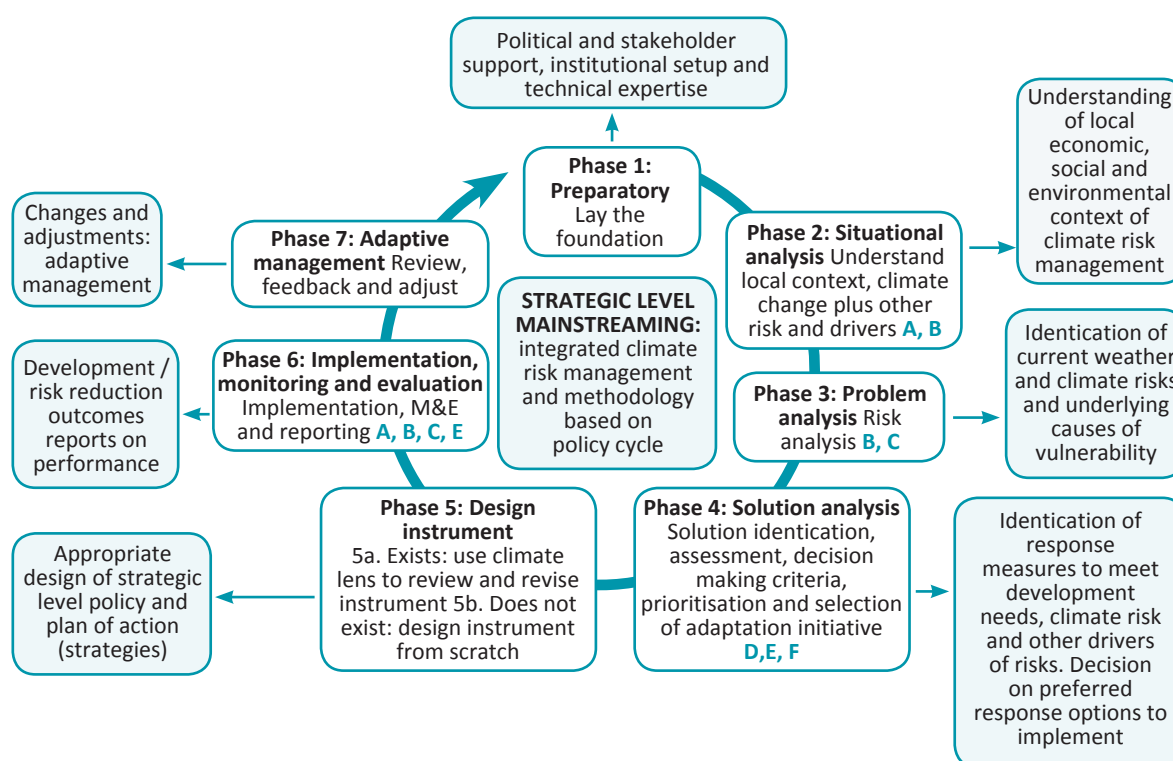 Political and stakeholder
support, institutional setup and
technical expertise
Phase 1:
Preparatory
Lay the
foundation
Understanding
of local
economic,
social and
environmental
context of
climate risk
management
Phase 2: Situational
analysis Understand
local context, climate
change plus other
risk and drivers A, B
Identication of
current weather
and climate risks
and underlying
causes of
vulnerability
Phase 3: Problem
analysis Risk
analysis B, C
Identication of
response
measures to meet
development
needs, climate risk
and other drivers
of risks. Decision
on preferred
response options to
implement
Phase 4: Solution analysis
Solution identication,
assessment, decision
making criteria,
prioritisation and selection
of adaptation initiative
D,E, F
Phase 5: Design
instrument
5a. Exists: use climate
lens to review and revise
instrument 5b. Does not
exist: design instrument
from scratch
Appropriate
design of strategic
level policy and
plan of action
(strategies)
Phase 6: Implementation,
monitoring and evaluation
Implementation, M&E
and reporting A, B, C, E
Development /
risk reduction
outcomes
reports on
performance
Phase 7: Adaptive
management Review,
feedback and adjust
Changes and
adjustments:
adaptive
management
STRATEGIC LEVEL
MAINSTREAMING:
integrated climate
risk management
and methodology
based on
policy cycle